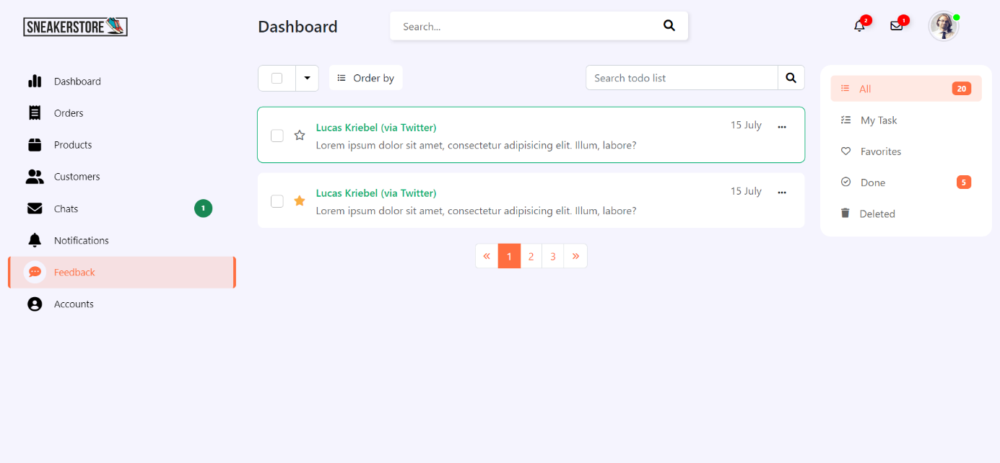 SNEAKERSTORE
Dashboard
Search...
2
1
Dashboard
Orders
Products
Customers
Chats
1
Notifications
Feedback
Accounts
Order by
Search todo list
Lucas Kriebel (via Twitter)
15 July
Lorem ipsum dolor sit amet, consectetur adipisicing elit. Illum, labore?
Lucas Kriebel (via Twitter)
15 July
Lorem ipsum dolor sit amet, consectetur adipisicing elit. Illum, labore?
« 1 2 3 »
All 20
My Task
Favorites
Done 5
Deleted